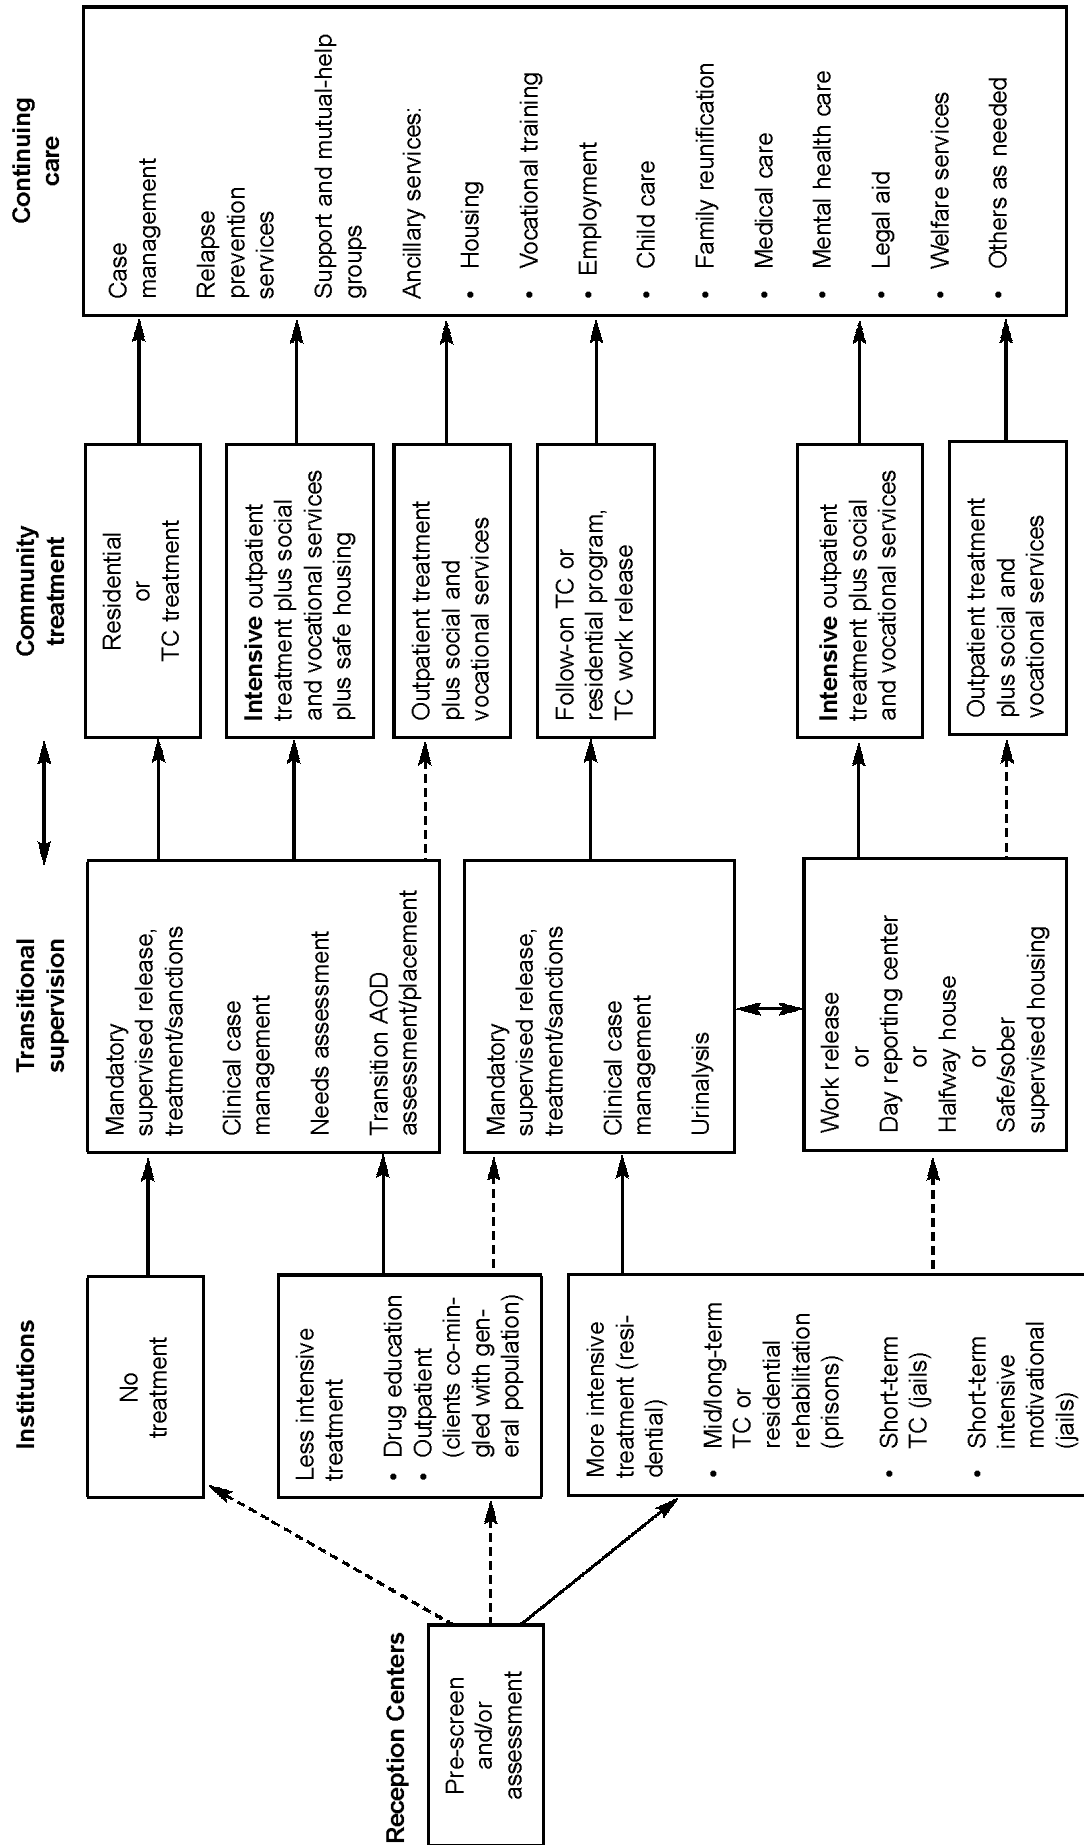 Reception Centers
Pre-screen
and/or
assessment
Institutions
No
treatment
Less intensive
treatment
• Drug education
• Outpatient
(clients co-min-
gled with gen-
eral population)
More intensive
treatment (resi-
dential)
• Mid/long-term
TC or
residential
rehabilitation
(prisons)
• Short-term
TC (jails)
• Short-term
intensive
motivational
(jails)
Transitional
supervision
Mandatory
supervised release,
treatment/sanctions
Clinical case
management
Needs assessment
Transition AOD
assessment/placement
Mandatory
supervised release,
treatment/sanctions
Clinical case
management
Urinalysis
Work release
or
Day reporting center
or
Halfway house
or
Safe/sober
supervised housing
Community
treatment
Residential
or
TC treatment
Intensive outpatient
treatment plus social
and vocational services
plus safe housing
Outpatient treatment
plus social and
vocational services
Follow-on TC or
residential program,
TC work release
Intensive outpatient
treatment plus social
and vocational services
Outpatient treatment
plus social and
vocational services
Continuing
care
Case
management
Relapse
prevention
services
Support and mutual-help
groups
Ancillary services:
• Housing
• Vocational training
• Employment
• Child care
• Family reunification
• Medical care
• Mental health care
• Legal aid
• Welfare services
• Others as needed